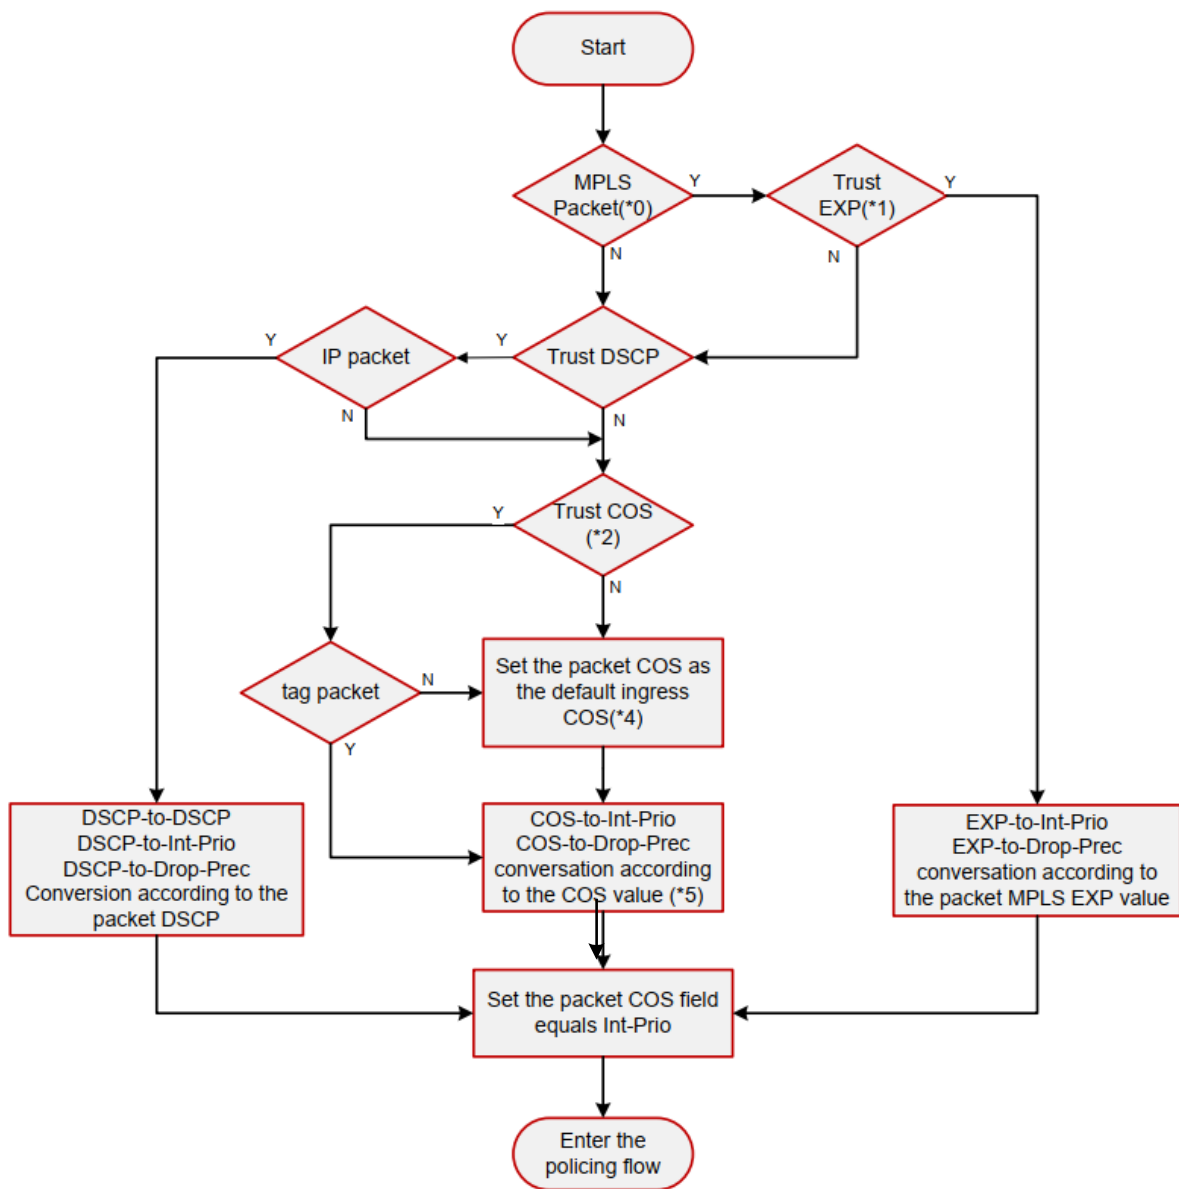 Start
MPLS
Packet(*0)
Y
Trust
EXP(*1)
Y
N
N
Y
IP packet
Y
Trust DSCP
N
N
Y
Trust COS
(*2)
N
tag packet
N
Set the packet COS as
the default ingress
COS(*4)
Y
DSCP-to-DSCP
DSCP-to-Int-Prio
DSCP-to-Drop-Prec
Conversion according to the
packet DSCP
COS-to-Int-Prio
COS-to-Drop-Prec
conversation according
to the COS value (*5)
EXP-to-Int-Prio
EXP-to-Drop-Prec
conversation according to
the packet MPLS EXP value
Set the packet COS field
equals Int-Prio
Enter the
policing flow